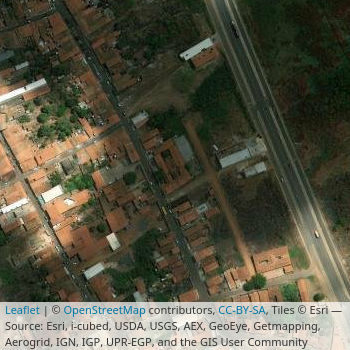 Leaflet | © OpenStreetMap contributors, CC-BY-SA, Tiles © Esri —
Source: Esri, i-cubed, USDA, USGS, AEX, GeoEye, Getmapping,
Aerogrid, IGN, IGP, UPR-EGP, and the GIS User Community